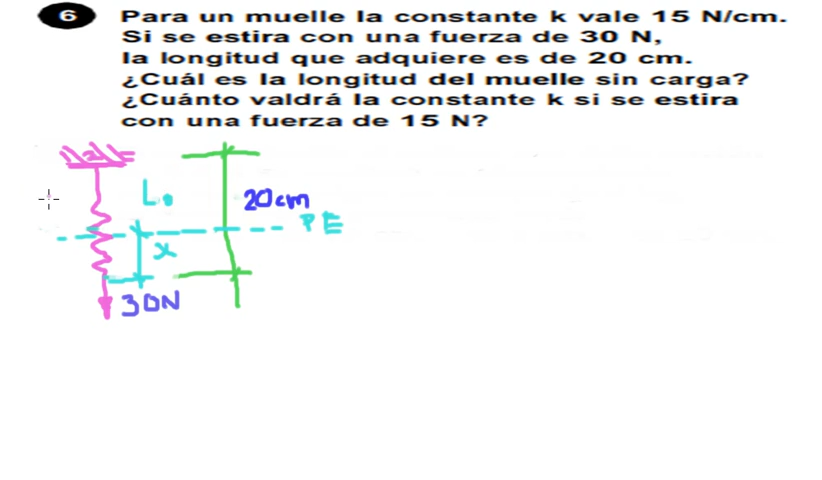 6 Para un muelle la constante k vale 15 N/cm.
Si se estira con una fuerza de 30 N,
la longitud que adquiere es de 20 cm.
¿Cuál es la longitud del muelle sin carga?
¿Cuánto valdrá la constante k si se estira
con una fuerza de 15 N?
L₀ 20cm
PE
x
30N